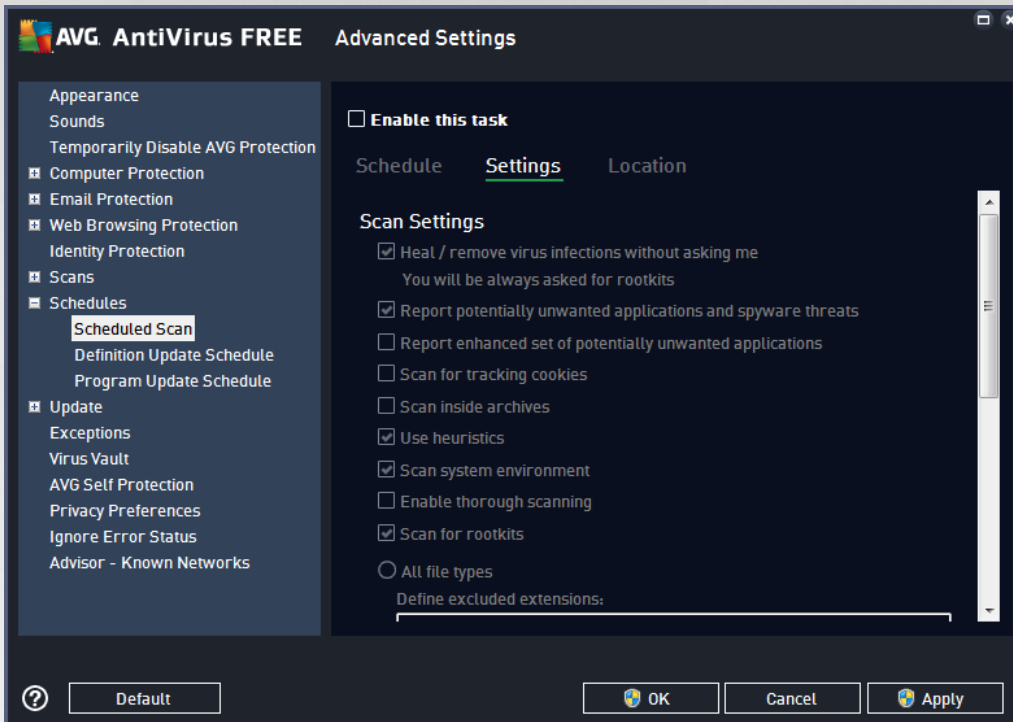 AVG. AntiVirus FREE Advanced Settings
Appearance
Sounds
Temporarily Disable AVG Protection
Computer Protection
Email Protection
Web Browsing Protection
Identity Protection
Scans
Schedules
Scheduled Scan
Definition Update Schedule
Program Update Schedule
Update
Exceptions
Virus Vault
AVG Self Protection
Privacy Preferences
Ignore Error Status
Advisor - Known Networks
Enable this task
Schedule Settings Location
Scan Settings
Heal / remove virus infections without asking me
You will be always asked for rootkits
Report potentially unwanted applications and spyware threats
Report enhanced set of potentially unwanted applications
Scan for tracking cookies
Scan inside archives
Use heuristics
Scan system environment
Enable thorough scanning
Scan for rootkits
All file types
Define excluded extensions:
? Default OK Cancel Apply